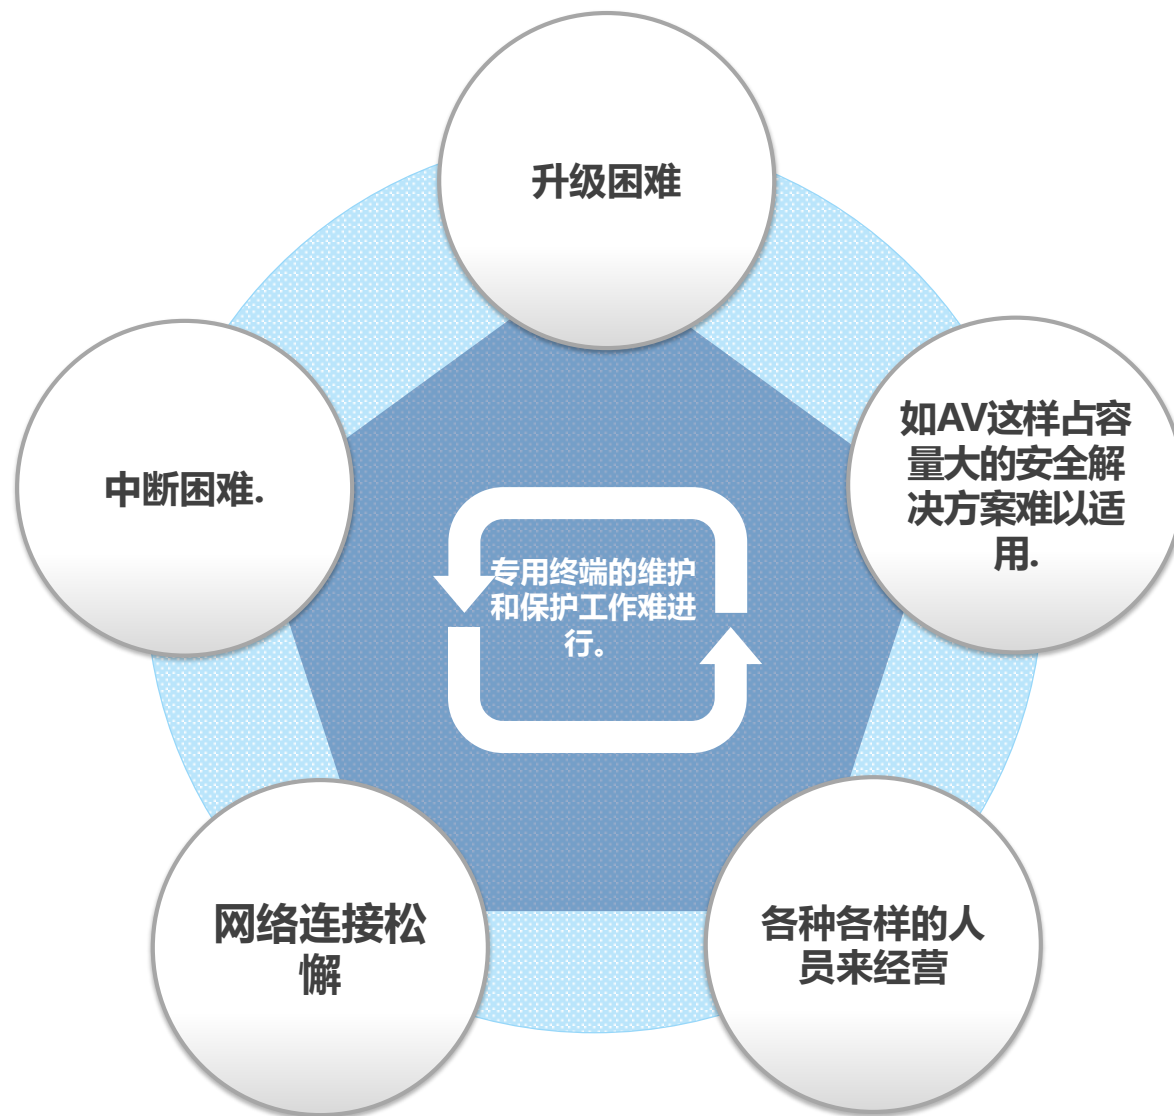 升级困难
如AV这样占容
量大的安全解
决方案难以适
用.
中断困难.
专用终端的维护
和保护工作难进
行。
网络连接松
懈
各种各样的人
员来经营